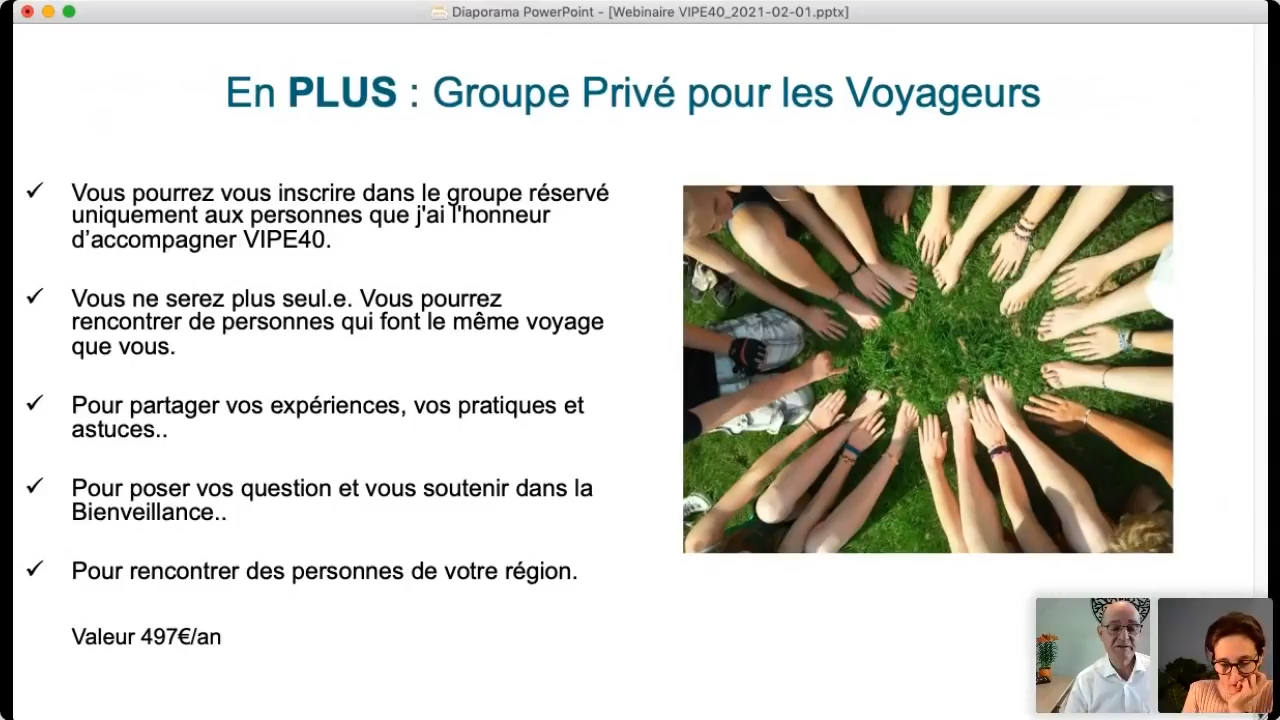 Diaporama PowerPoint - [Webinaire VIPE40_2021-02-01.pptx]
En PLUS : Groupe Privé pour les Voyageurs
✓ Vous pourrez vous inscrire dans le groupe réservé
uniquement aux personnes que j'ai l'honneur
d’accompagner VIPE40.
✓ Vous ne serez plus seul.e. Vous pourrez
rencontrer de personnes qui font le même voyage
que vous.
✓ Pour partager vos expériences, vos pratiques et
astuces..
✓ Pour poser vos question et vous soutenir dans la
Bienveillance..
✓ Pour rencontrer des personnes de votre région.
Valeur 497€/an